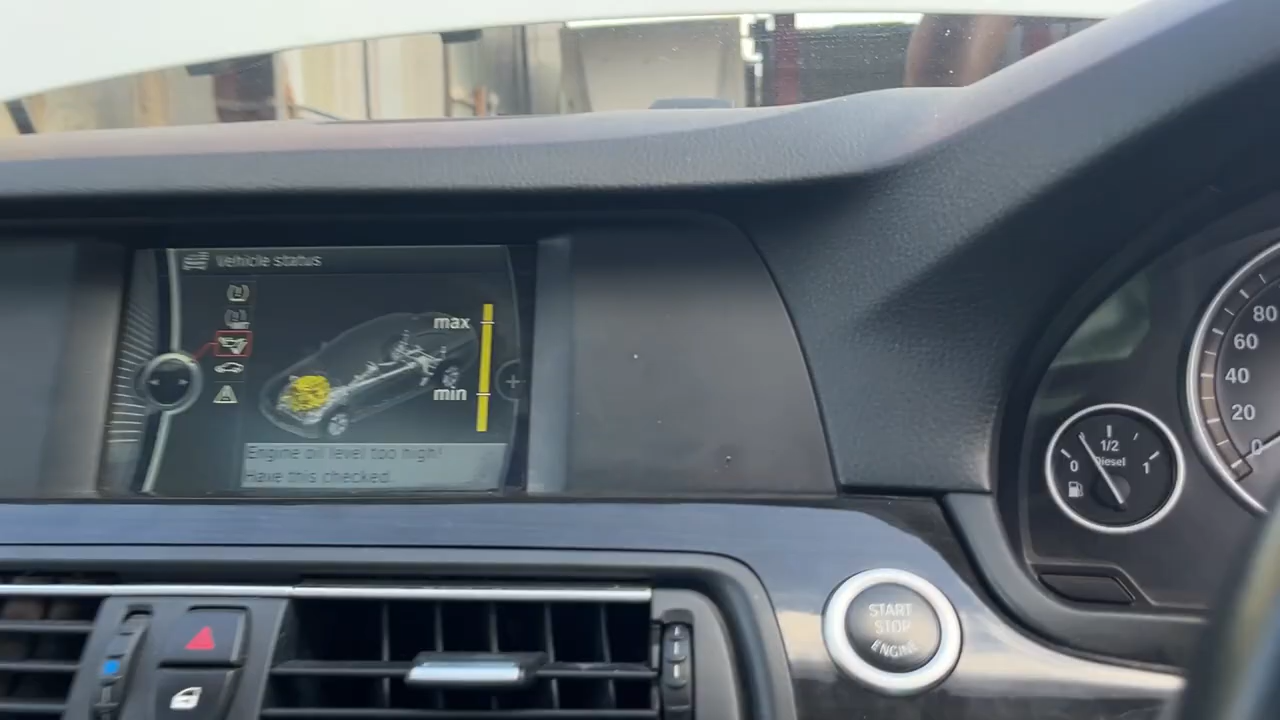 Vehicle status
max
min
Engine oil level too high!
Have this checked.
80
60
40
20
0
1/2
0
Diesel
1
START
STOP
ENGINE